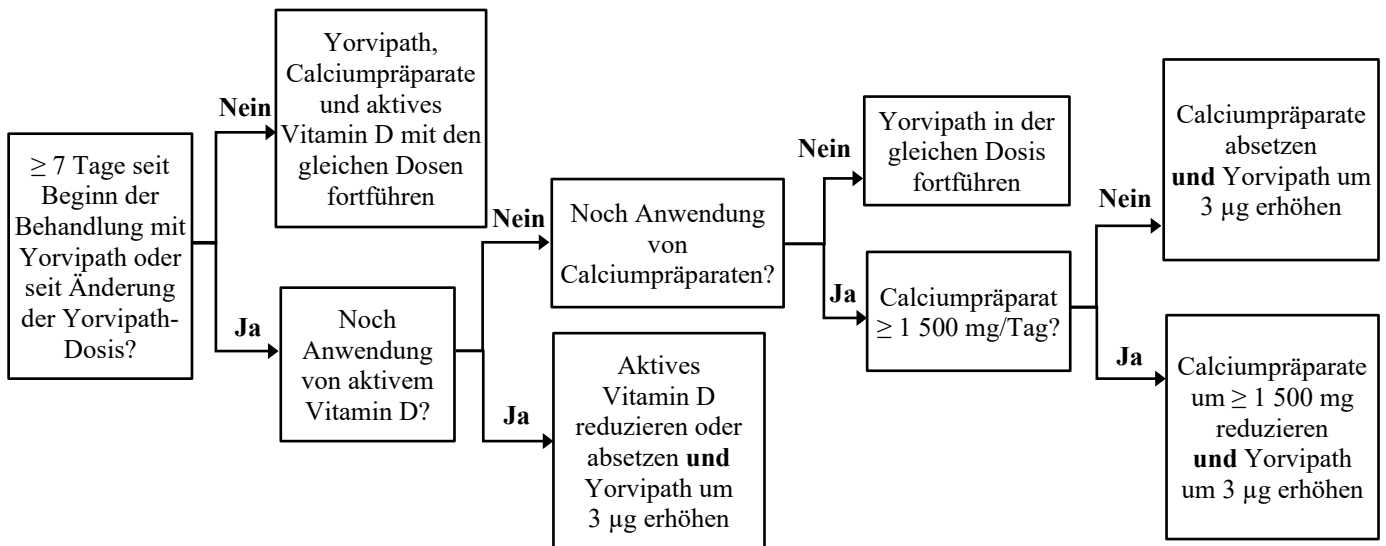 ≥ 7 Tage seit
Beginn der
Behandlung mit
Yorvipath oder
seit Änderung
der Yorvipath-
Dosis?
Nein
Yorvipath,
Calciumpräparate
und aktives
Vitamin D mit den
gleichen Dosen
fortführen
Ja
Noch
Anwendung
von aktivem
Vitamin D?
Nein
Noch Anwendung
von
Calciumpräparaten?
Ja
Aktives
Vitamin D
reduzieren oder
absetzen und
Yorvipath um
3 µg erhöhen
Nein
Yorvipath in der
gleichen Dosis
fortführen
Ja
Calciumpräparat
≥ 1 500 mg/Tag?
Nein
Calciumpräparate
absetzen
und Yorvipath um
3 µg erhöhen
Ja
Calciumpräparate
um ≥ 1 500 mg
reduzieren
und Yorvipath
um 3 µg erhöhen